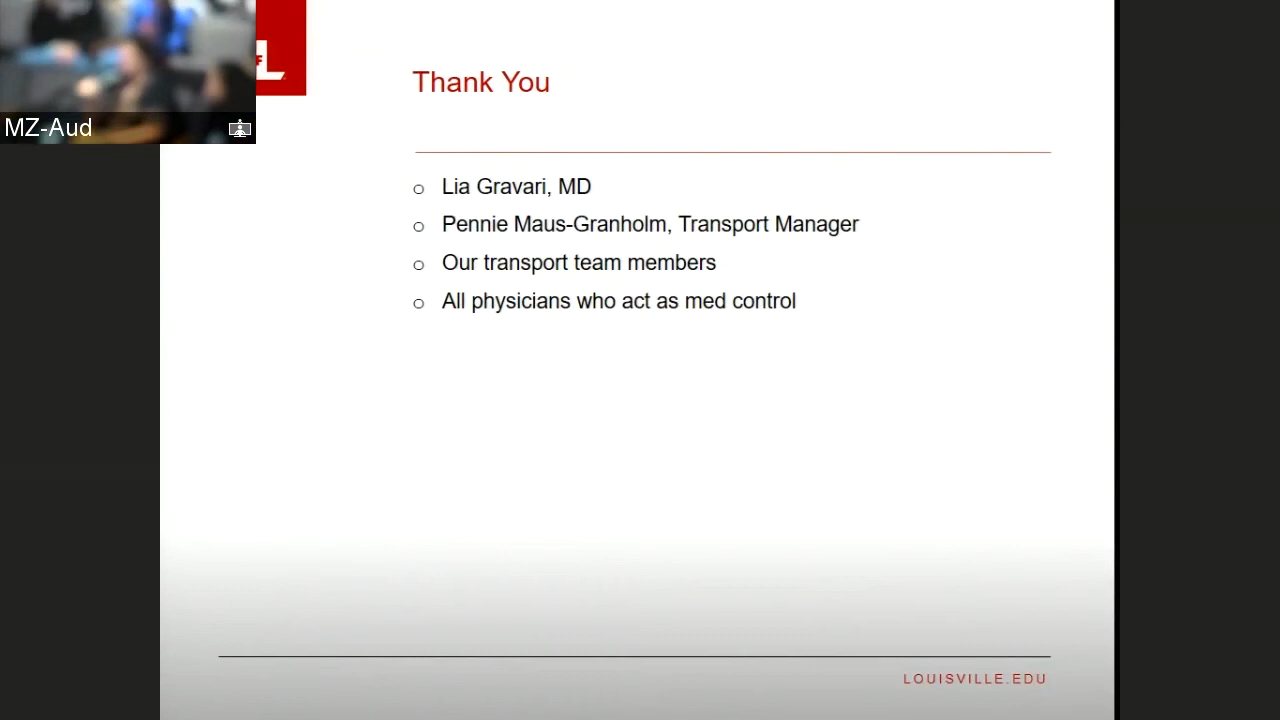 MZ-Aud
Thank You
Lia Gravari, MD
Pennie Maus-Granholm, Transport Manager
Our transport team members
All physicians who act as med control
LOUISVILLE.EDU